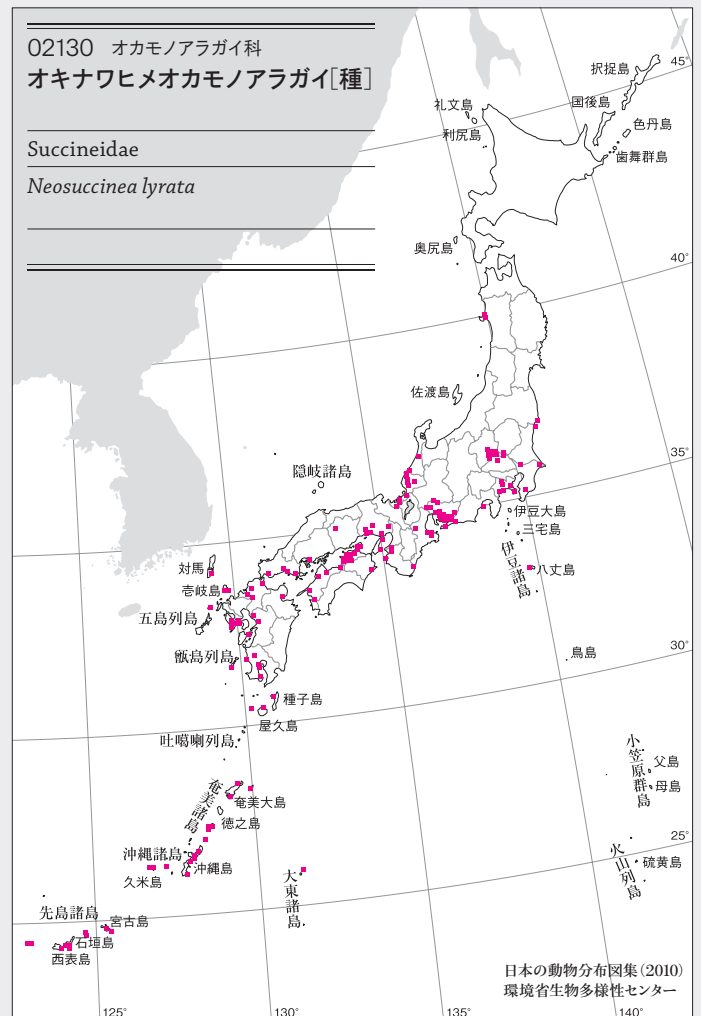 02130 オカモノアラガイ科
オキナワヒメオカモノアラガイ[種]
Succineidae
Neosuccinea lyrata
択捉島
45°
礼文島
国後島
色丹島
利尻島
歯舞群島
奥尻島
40°
佐渡島
35°
隠岐諸島
伊豆大島
三宅島
伊豆諸島
八丈島
対馬
壱岐島
五島列島
甑島列島
鳥島
30°
種子島
屋久島
吐噶喇列島
小笠原群島
父島
母島
奄美諸島
奄美大島
徳之島
25°
沖縄諸島
沖縄島
久米島
火山列島
硫黄島
大東諸島
先島諸島
宮古島
石垣島
西表島
日本の動物分布図集(2010)
環境省生物多様性センター
125°
130°
135°
140°